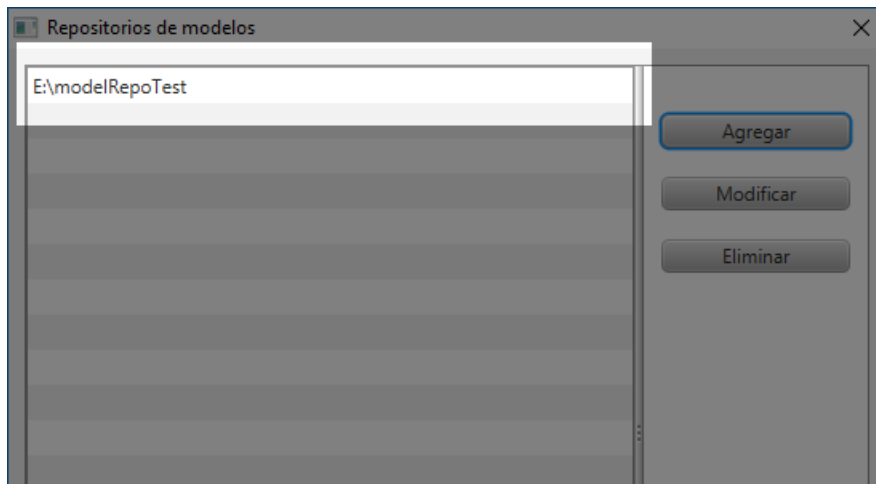 Repositorios de modelos
E:\modelRepoTest
Agregar
Modificar
Eliminar